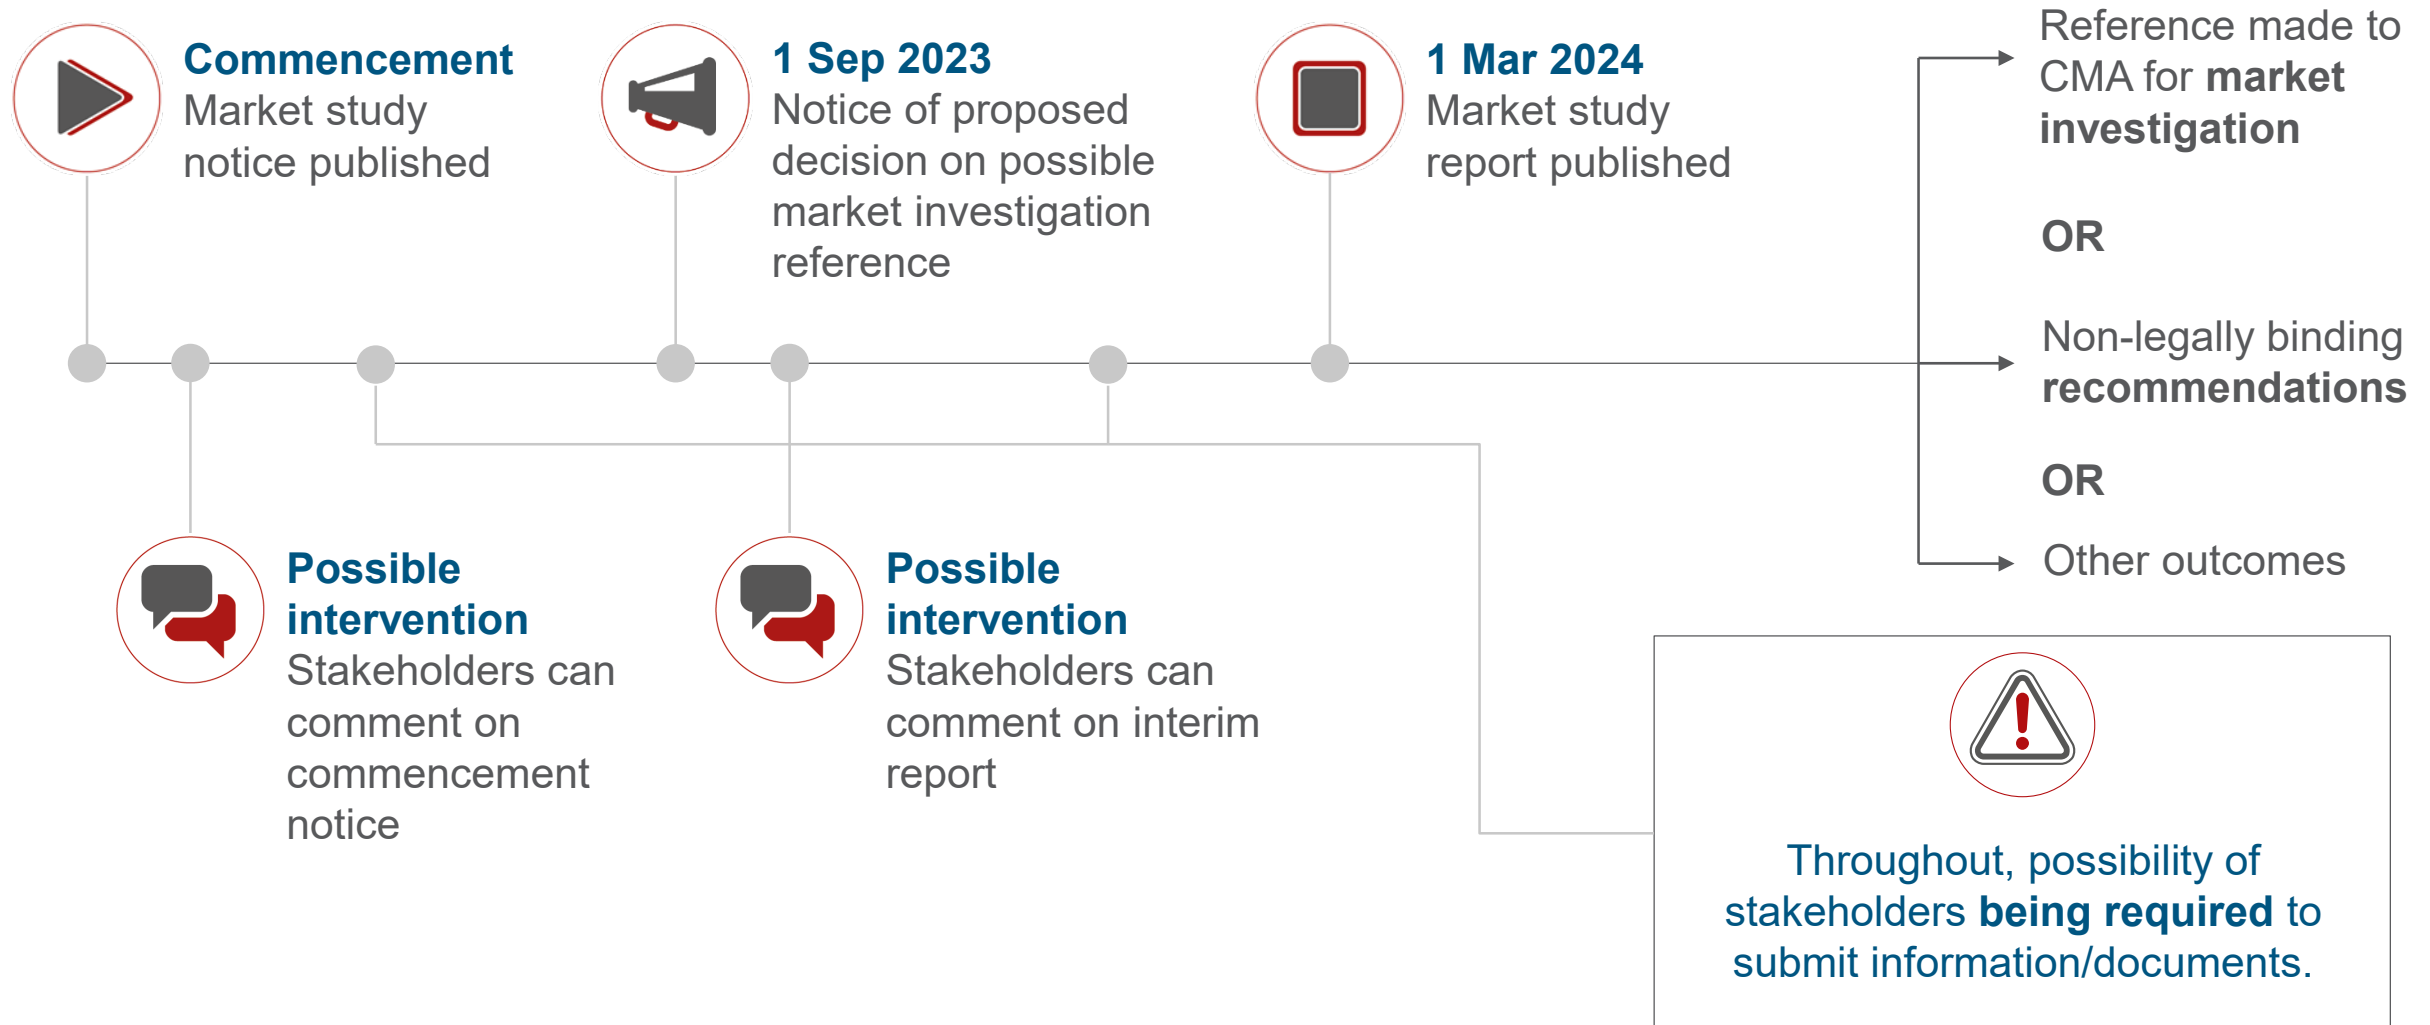 Commencement
Market study
notice published
1 Sep 2023
Notice of proposed
decision on possible
market investigation
reference
1 Mar 2024
Market study
report published
Reference made to
CMA for market
investigation
OR
Non-legally binding
recommendations
OR
Other outcomes
Possible
intervention
Stakeholders can
comment on
commencement
notice
Possible
intervention
Stakeholders can
comment on interim
report
Throughout, possibility of
stakeholders being required to
submit information/documents.